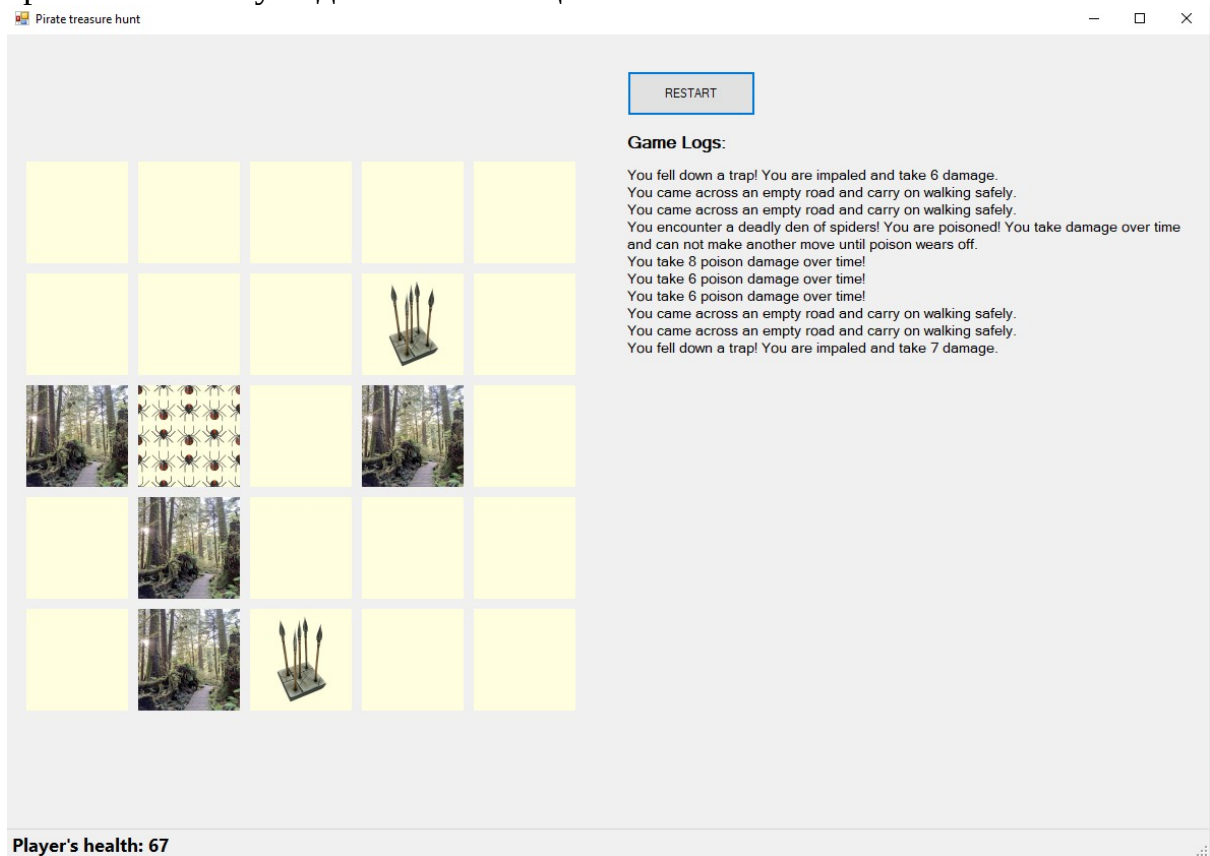 Pirate treasure hunt
RESTART
Game Logs:
You fell down a trap! You are impaled and take 6 damage.
You came across an empty road and carry on walking safely.
You came across an empty road and carry on walking safely.
You encounter a deadly den of spiders! You are poisoned! You take damage over time
and can not make another move until poison wears off.
You take 8 poison damage over time!
You take 6 poison damage over time!
You take 6 poison damage over time!
You came across an empty road and carry on walking safely.
You came across an empty road and carry on walking safely.
You fell down a trap! You are impaled and take 7 damage.
Player's health: 67